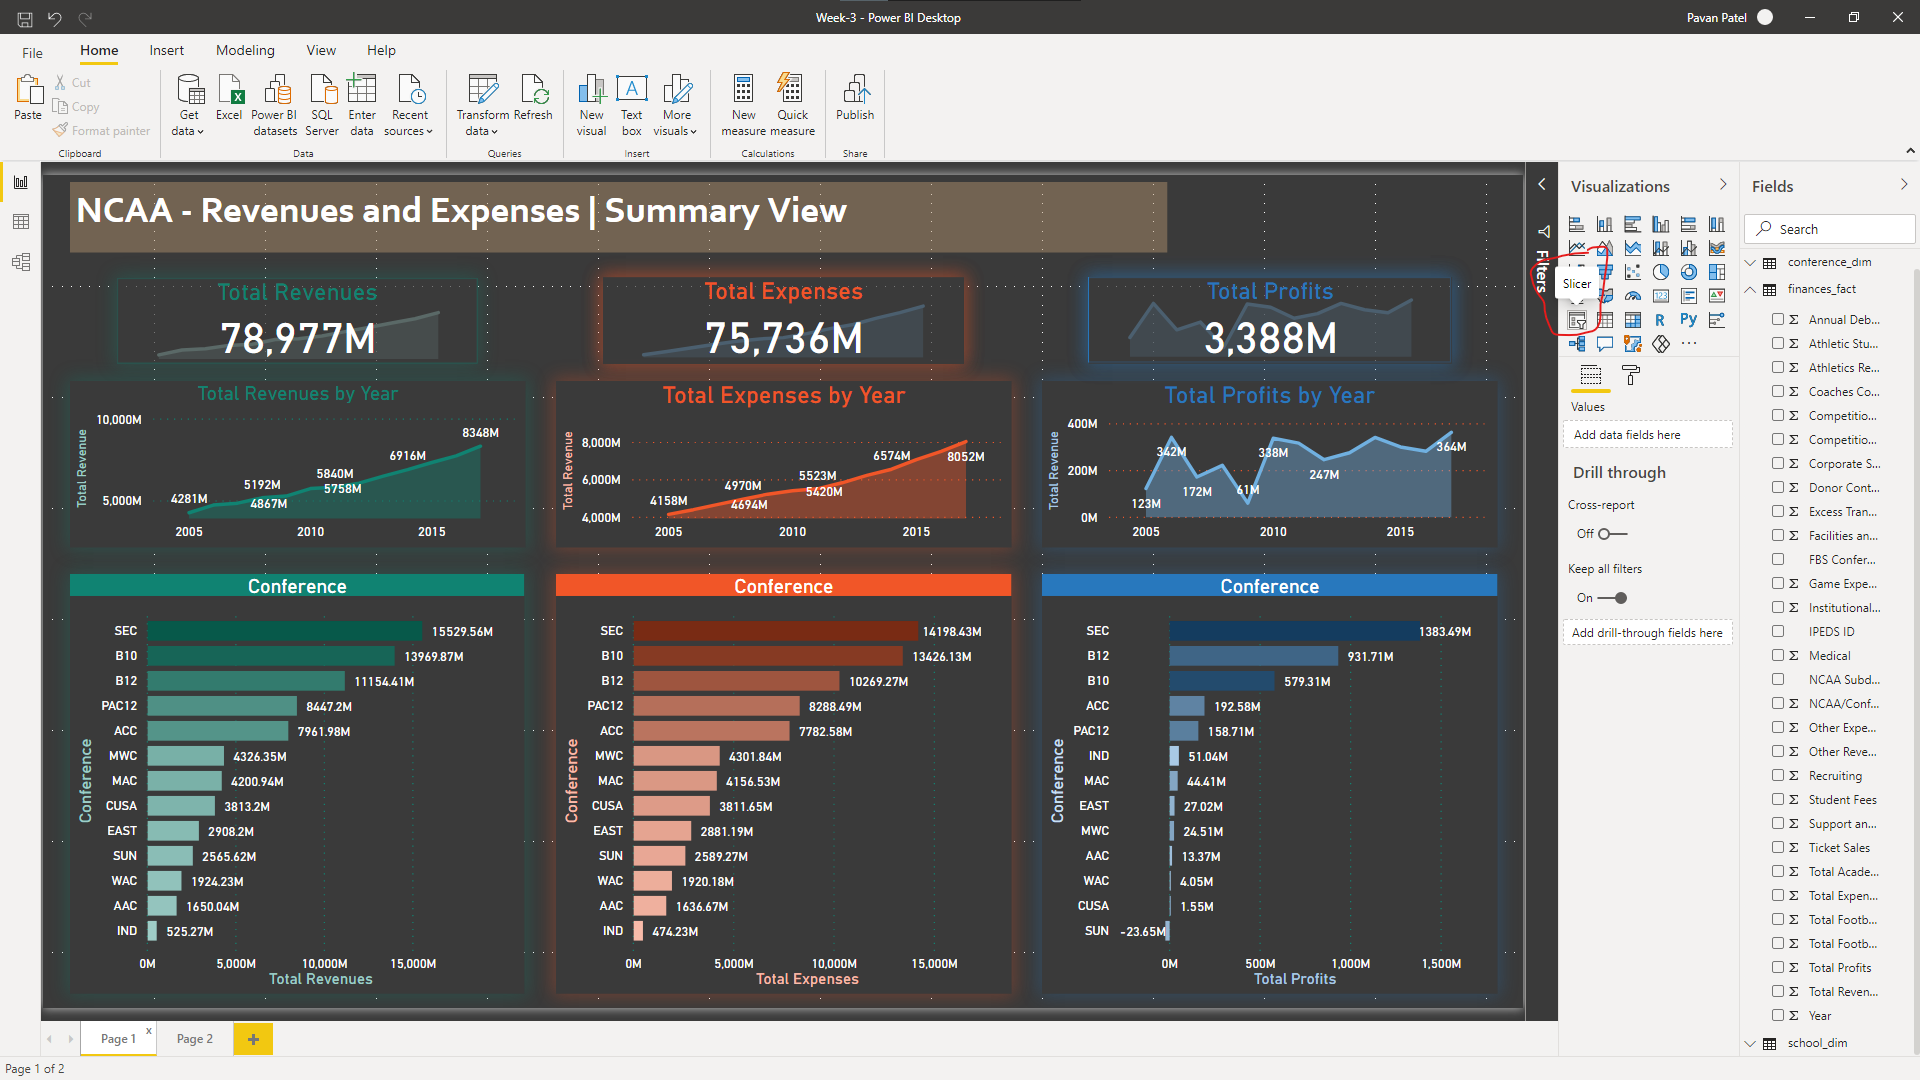 Week-3 - Power BI Desktop
Pavan Patel
File
Home
Insert
Modeling
View
Help
Paste
Cut
Copy
Format painter
Clipboard
Get data
Excel
Power BI datasets
SQL Server
Enter data
Recent sources
Data
Transform data
Refresh
Queries
New visual
A
Text box
More visuals
Insert
New measure
Quick measure
Calculations
Publish
Share
NCAA - Revenues and Expenses | Summary View
Total Revenues
78,977M
Total Expenses
75,736M
Total Profits
3,388M
Total Revenues by Year
Total Revenue
10,000M
5,000M
4281M
5192M
4867M
5840M
5758M
6916M
8348M
2005
2010
2015
Total Expenses by Year
Total Revenue
8,000M
6,000M
4,000M
4158M
4970M
4694M
5523M
5420M
6574M
8052M
2005
2010
2015
Total Profits by Year
Total Revenue
400M
200M
0M
123M
342M
172M
61M
338M
247M
364M
2005
2010
2015
Conference
Conference
SEC 15529.56M
B10 13969.87M
B12 11154.41M
PAC12 8447.2M
ACC 7961.98M
MWC 4326.35M
MAC 4200.94M
CUSA 3813.2M
EAST 2908.2M
SUN 2565.62M
WAC 1924.23M
AAC 1650.04M
IND 525.27M
0M 5,000M 10,000M 15,000M
Total Revenues
Conference
Conference
SEC 14198.43M
B10 13426.13M
B12 10269.27M
PAC12 8288.49M
ACC 7782.58M
MWC 4301.84M
MAC 4156.53M
CUSA 3811.65M
EAST 2881.19M
SUN 2589.27M
WAC 1920.18M
AAC 1636.67M
IND 474.23M
0M 5,000M 10,000M 15,000M
Total Expenses
Conference
Conference
SEC 1383.49M
B12 931.71M
B10 579.31M
ACC 192.58M
PAC12 158.71M
IND 51.04M
MAC 44.41M
EAST 27.02M
MWC 24.51M
AAC 13.37M
WAC 4.05M
CUSA 1.55M
SUN -23.65M
0M 500M 1,000M 1,500M
Total Profits
Filters
Visualizations
Slicer
R
Py
...
Values
Add data fields here
Drill through
Cross-report
Off
Keep all filters
On
Add drill-through fields here
Fields
Search
conference_dim
finances_fact
Annual Deb...
Athletic Stu...
Athletics Re...
Coaches Co...
Competitio...
Competitio...
Corporate S...
Donor Cont...
Excess Tran...
Facilities an...
FBS Confer...
Game Expe...
Institutional...
IPEDS ID
Medical
NCAA Subd...
NCAA/Conf...
Other Expe...
Other Reve...
Recruiting
Student Fees
Support an...
Ticket Sales
Total Acade...
Total Expen...
Total Footb...
Total Footb...
Total Profits
Total Reven...
Year
school_dim
Page 1
x
Page 2
+
Page 1 of 2